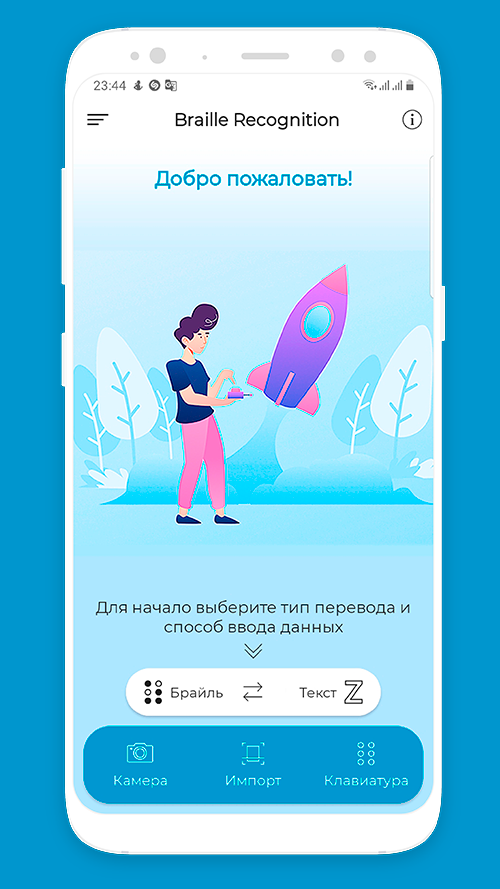 23:44
Braille Recognition
Добро пожаловать!
Для начало выберите тип перевода и
способ ввода данных
Брайль
Текст
Камера
Импорт
Клавиатура